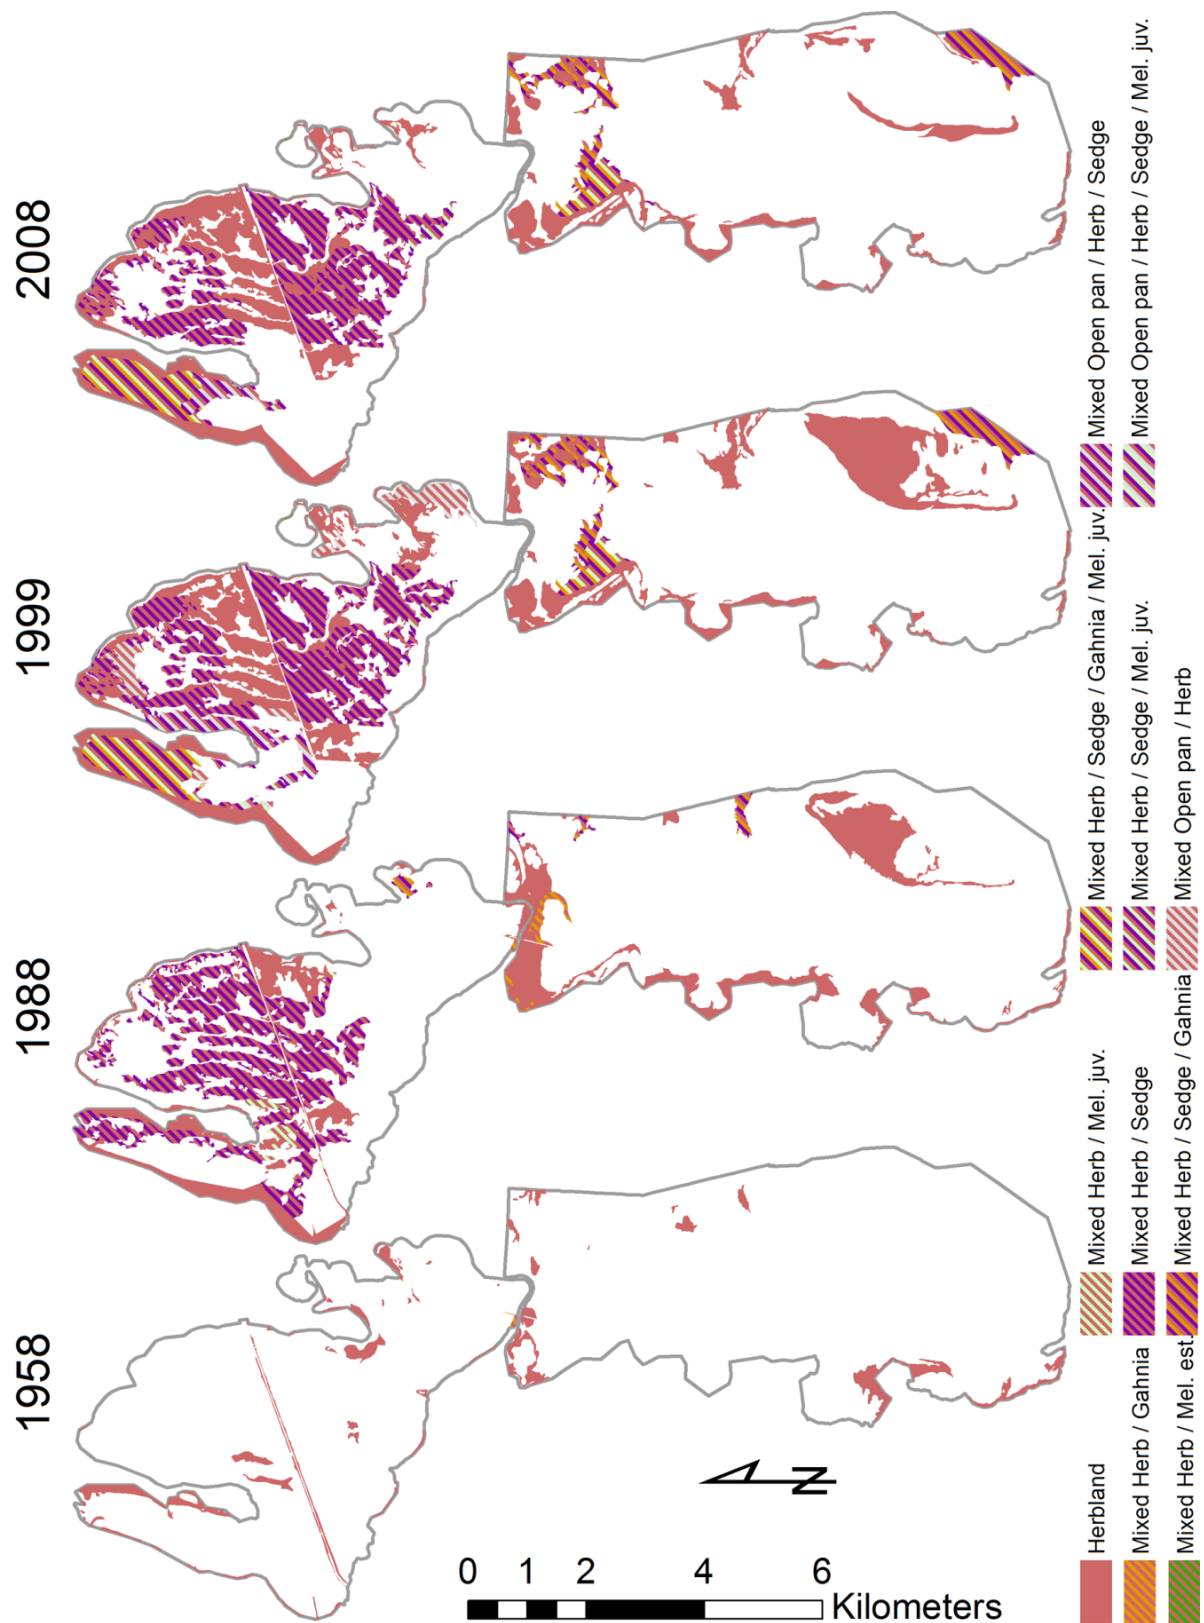 1958
1988
1999
2008
N
0 1 2 4 6
Kilometers
Herbland
Mixed Herb / Mel. juv.
Mixed Herb / Sedge / Gahnia / Mel. juv.
Mixed Open pan / Herb / Sedge
Mixed Herb / Gahnia
Mixed Herb / Sedge
Mixed Herb / Sedge / Mel. juv.
Mixed Open pan / Herb / Sedge / Mel. juv.
Mixed Herb / Mel. est.
Mixed Herb / Sedge / Gahnia
Mixed Open pan / Herb